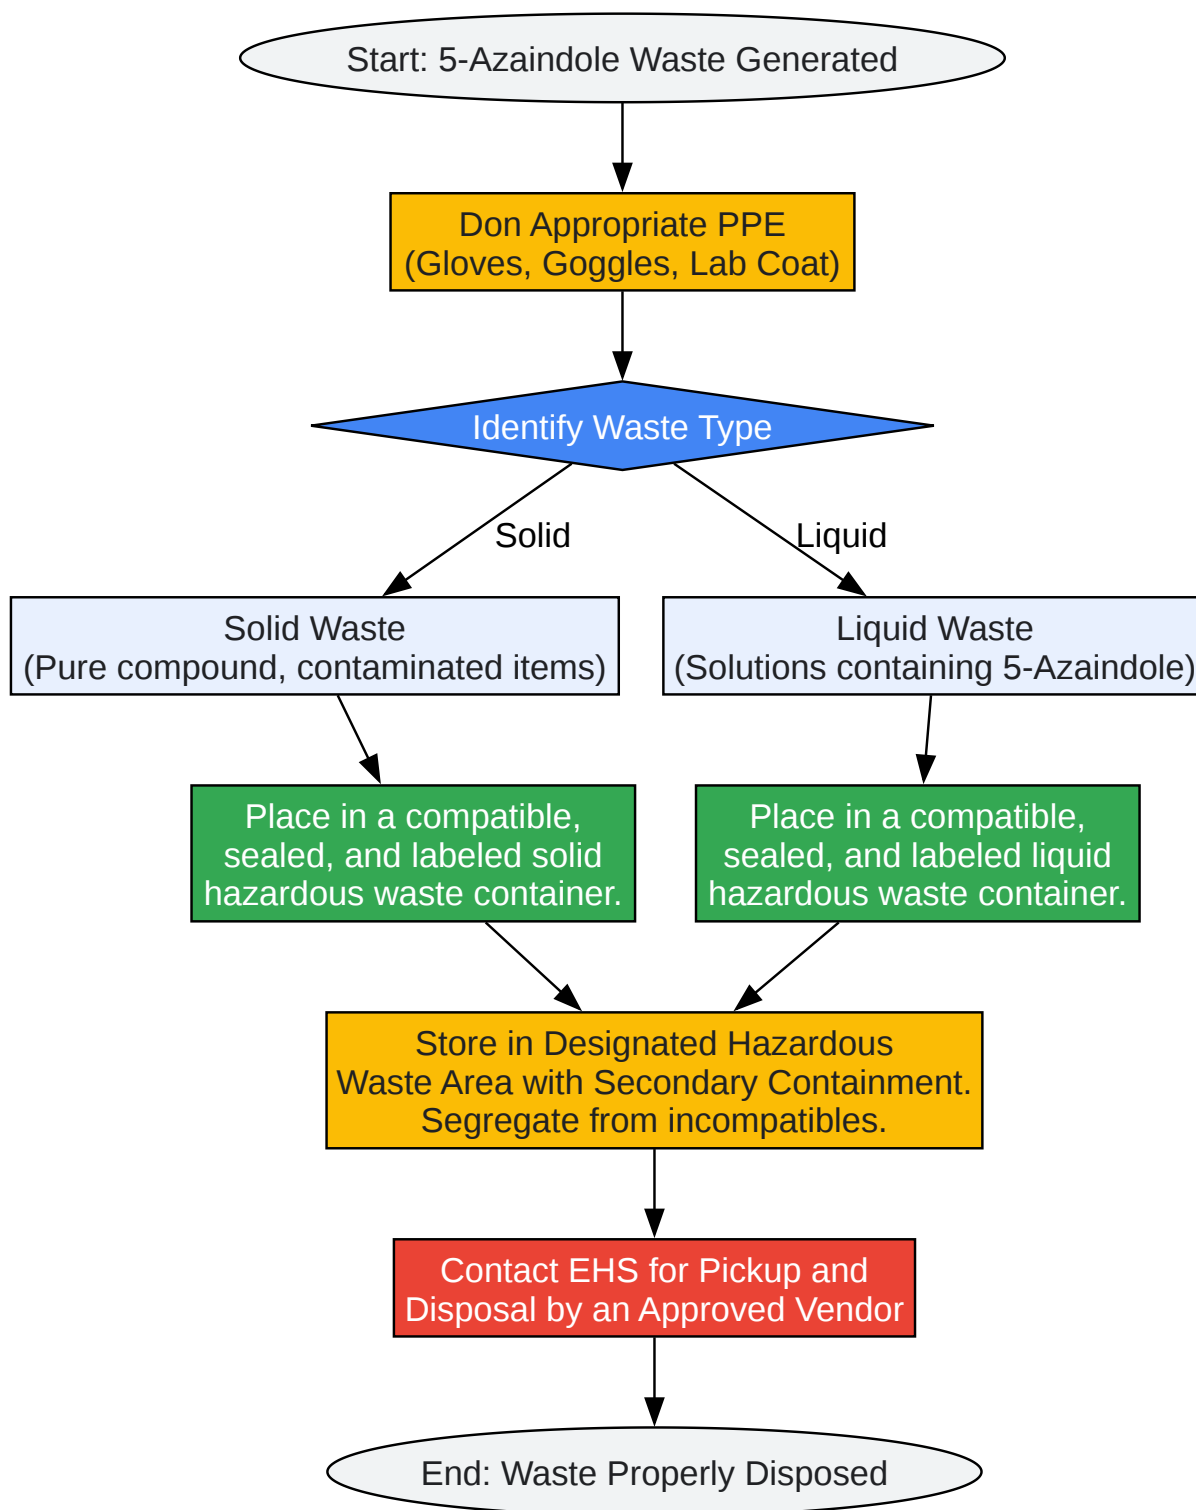 Start: 5-Azaindole Waste Generated
Don Appropriate PPE
(Gloves, Goggles, Lab Coat)
Identify Waste Type
Solid
Liquid
Solid Waste
(Pure compound, contaminated items)
Liquid Waste
(Solutions containing 5-Azaindole)
Place in a compatible,
sealed, and labeled solid
hazardous waste container.
Place in a compatible,
sealed, and labeled liquid
hazardous waste container.
Store in Designated Hazardous
Waste Area with Secondary Containment.
Segregate from incompatibles.
Contact EHS for Pickup and
Disposal by an Approved Vendor
End: Waste Properly Disposed